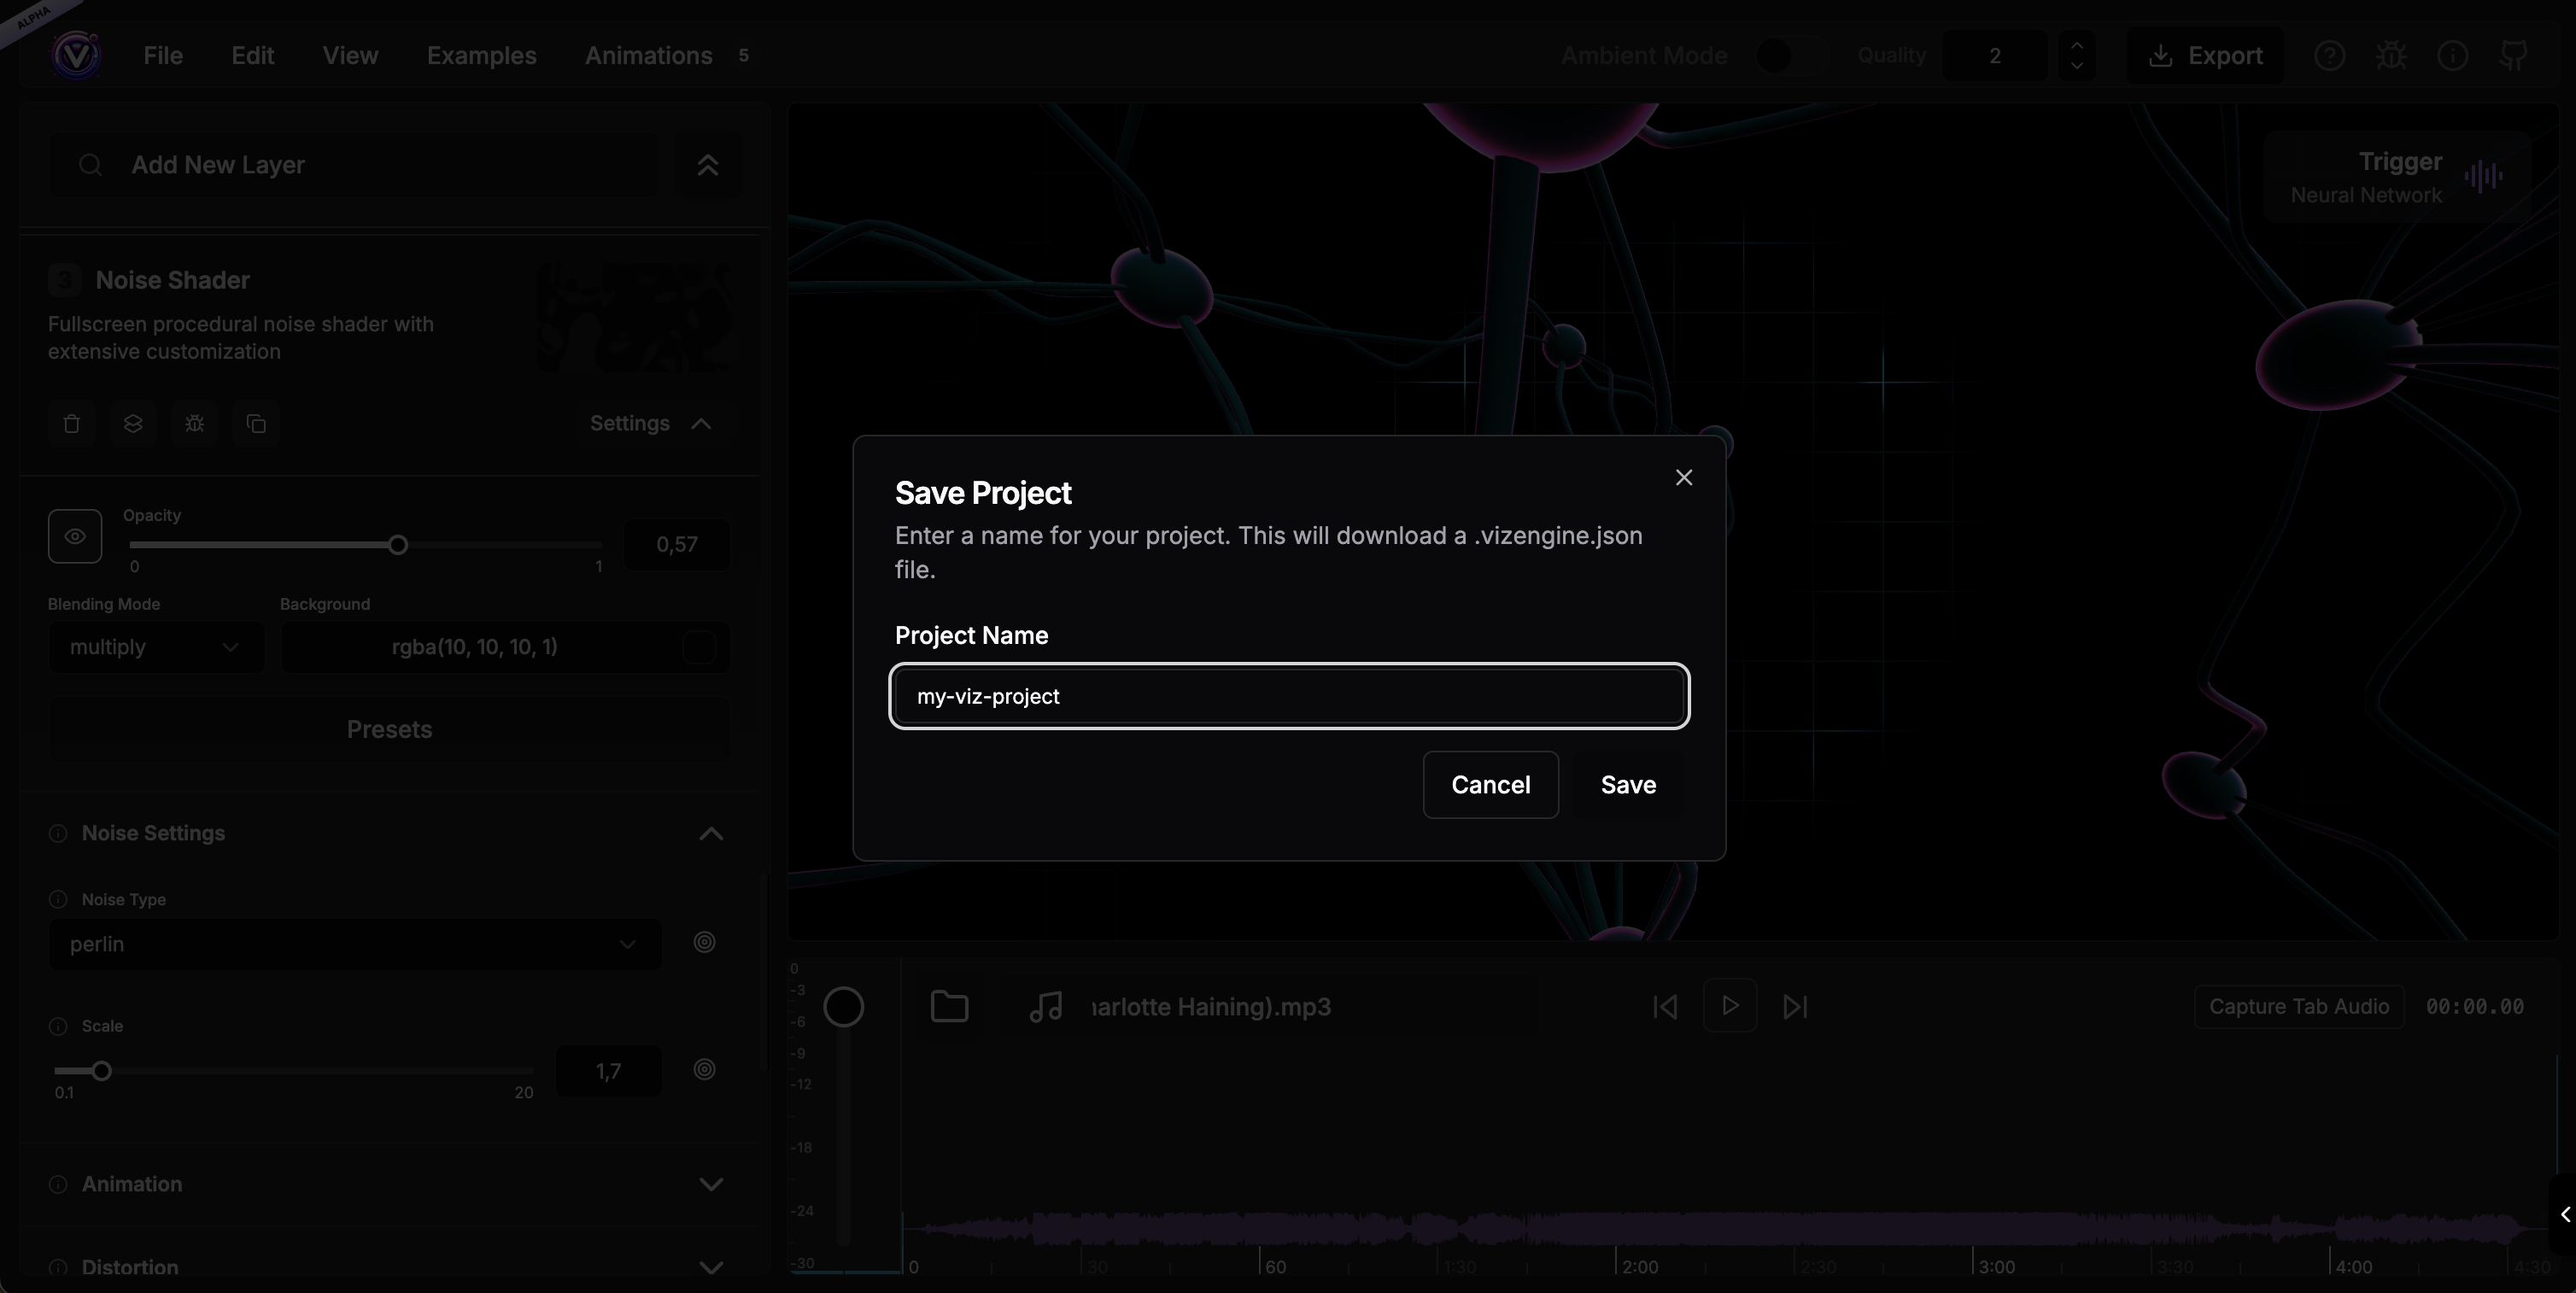 ALPHA
File Edit View Examples Animations 5
Ambient Mode Quality 2 Export
Add New Layer
Trigger
Neural Network
3 Noise Shader
Fullscreen procedural noise shader with
extensive customization
Settings
Opacity
0,57
0 1
Blending Mode Background
multiply rgba(10, 10, 10, 1)
Presets
Noise Settings
Noise Type
perlin
Scale
1,7
0.1 20
Animation
Distortion
Save Project
Enter a name for your project. This will download a .vizengine.json
file.
Project Name
my-viz-project
Cancel Save
0
-3
-6
-9
-12
-18
-24
-30
harlotte Haining).mp3
Capture Tab Audio 00:00.00
0 30 60 1:30 2:00 2:30 3:00 3:30 4:00 4:30